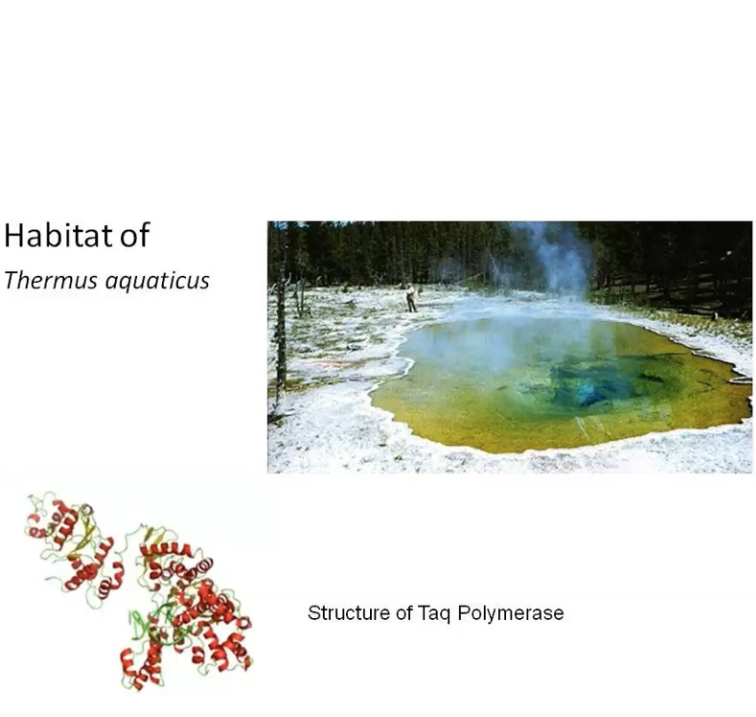 Habitat of
Thermus aquaticus
Structure of Taq Polymerase